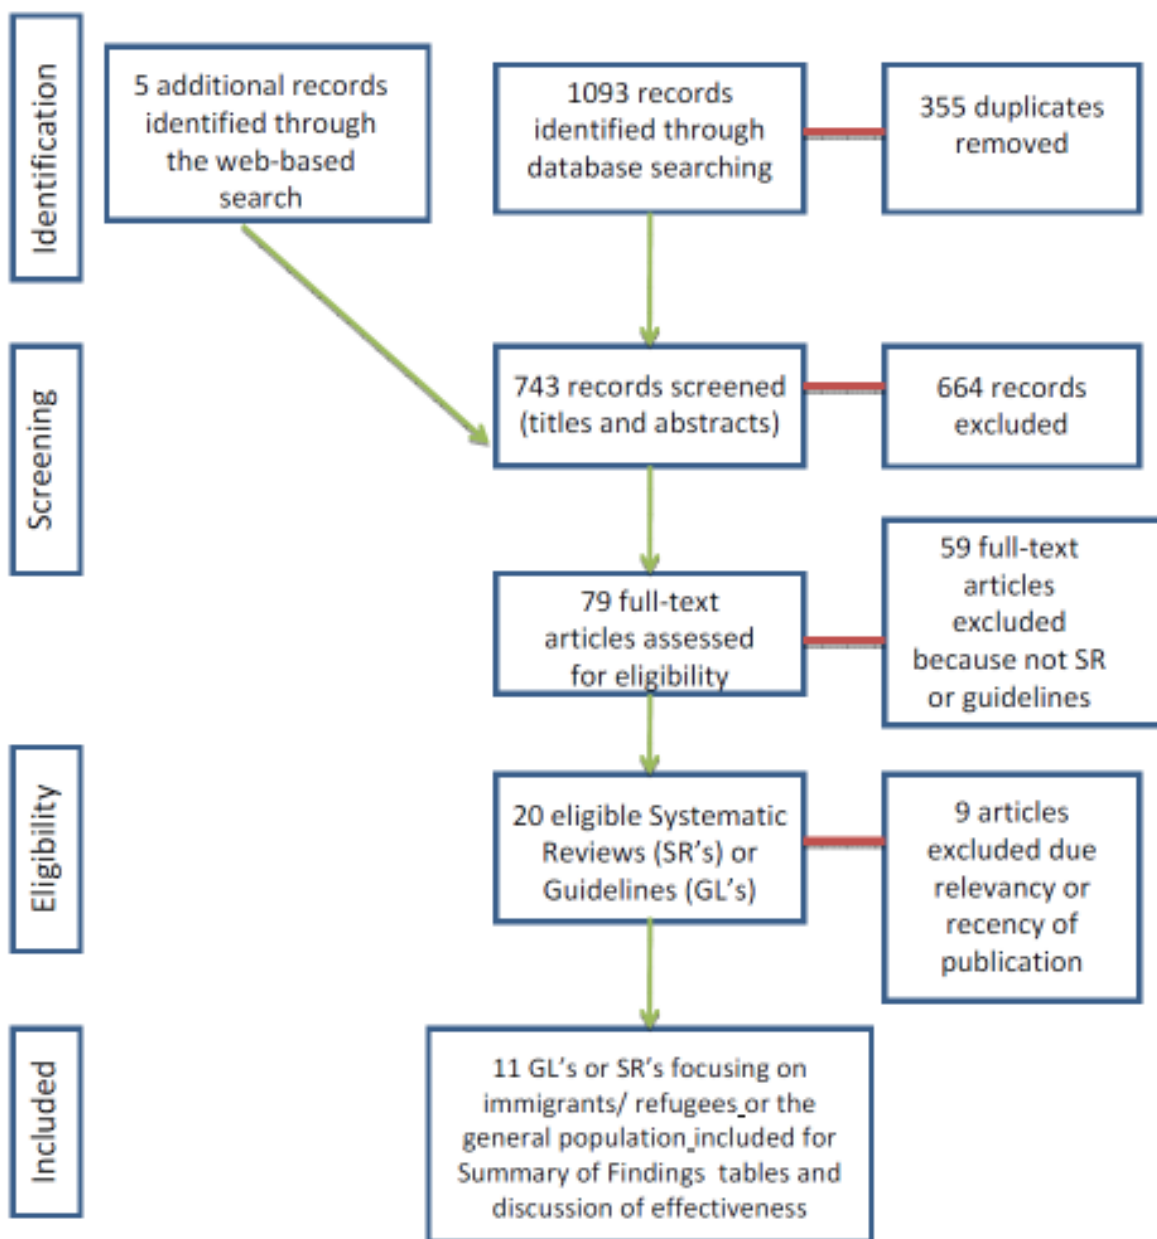 Identification
5 additional records
identified through
the web-based
search
1093 records
identified through
database searching
355 duplicates
removed
Screening
743 records screened
(titles and abstracts)
664 records
excluded
79 full-text
articles assessed
for eligibility
59 full-text
articles
excluded
because not SR
or guidelines
Eligibility
20 eligible Systematic
Reviews (SR's) or
Guidelines (GL's)
9 articles
excluded due
relevancy or
recency of
publication
Included
11 GL's or SR's focusing on
immigrants/ refugees or the
general population included for
Summary of Findings tables and
discussion of effectiveness